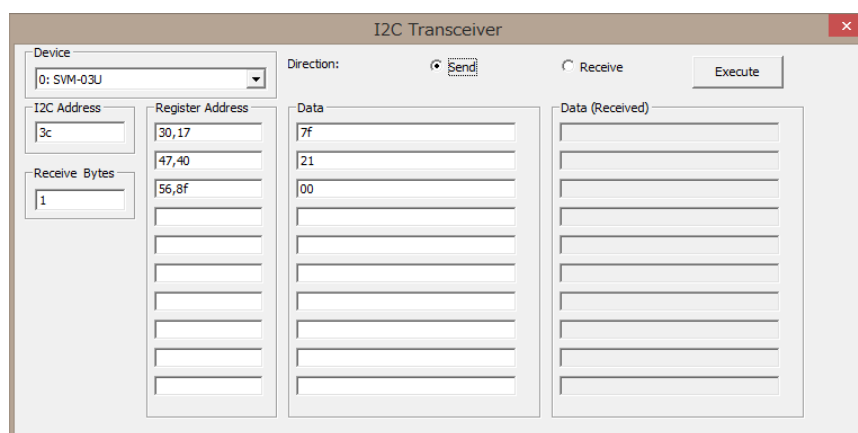 I2C Transceiver
×
Device
0: SVM-03U
Direction:
Send
Receive
Execute
I2C Address
3c
Receive Bytes
1
Register Address
30,17
47,40
56,8f
Data
7f
21
00
Data (Received)